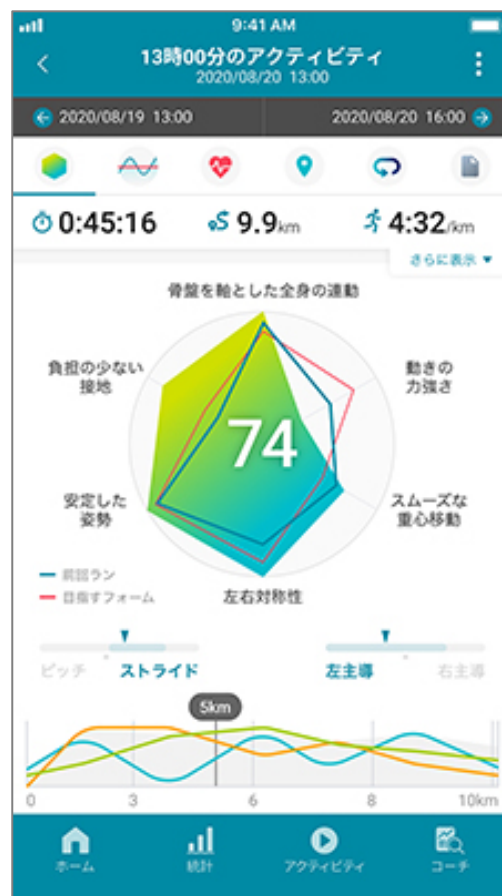 9:41 AM
13時00分のアクティビティ
2020/08/20 13:00
2020/08/19 13:00
2020/08/20 16:00
0:45:16
9.9km
4:32/km
さらに表示
骨盤を軸とした全身の連動
負担の少ない
接地
動きの
力強さ
74
安定した
姿勢
スムーズな
重心移動
前回ラン
目指すフォーム
左右対称性
ピッチ
ストライド
左主導
右主導
5km
0 3 6 8 10km
ホーム
統計
アクティビティ
コーチ